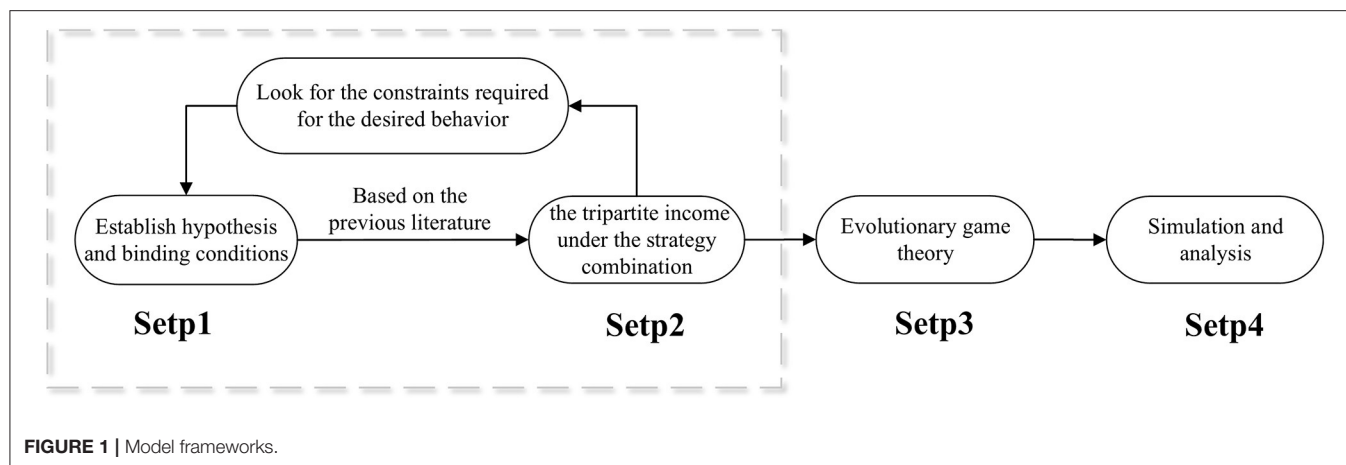 Look for the constraints required
for the desired behavior
Establish hypothesis
and binding conditions
Based on the
previous literature
the tripartite income
under the strategy
combination
Evolutionary game
theory
Simulation and
analysis
Setp1
Setp2
Setp3
Setp4
FIGURE 1 | Model frameworks.